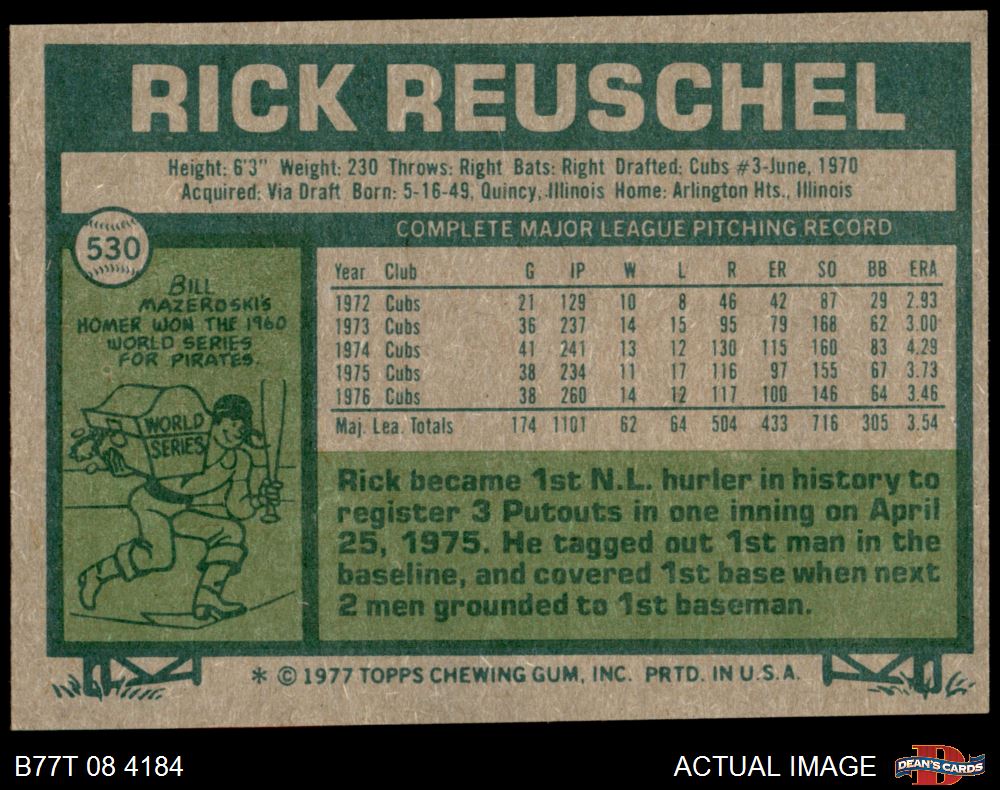 RICK REUSCHEL
Height: 6'3" Weight: 230 Throws: Right Bats: Right Drafted: Cubs #3-June, 1970
Acquired: Via Draft Born: 5-16-49, Quincy, Illinois Home: Arlington Hts., Illinois
530
COMPLETE MAJOR LEAGUE PITCHING RECORD
Year Club G IP W L R ER SO BB ERA
1972 Cubs 21 129 10 8 46 42 87 29 2.93
1973 Cubs 36 237 14 15 95 79 168 62 3.00
1974 Cubs 41 241 13 12 130 115 160 83 4.29
1975 Cubs 38 234 11 17 116 97 155 67 3.73
1976 Cubs 38 260 14 12 117 100 146 64 3.46
Maj. Lea. Totals 174 1101 62 64 504 433 716 305 3.54
BILL
MAZEROSKI'S
HOMER WON THE 1960
WORLD SERIES
FOR PIRATES.
WORLD
SERIES
Rick became 1st N.L. hurler in history to
register 3 Putouts in one inning on April
25, 1975. He tagged out 1st man in the
baseline, and covered 1st base when next
2 men grounded to 1st baseman.
* © 1977 TOPPS CHEWING GUM, INC. PRTD. IN U.S.A.
B77T 08 4184
ACTUAL IMAGE
DEAN'S CARDS